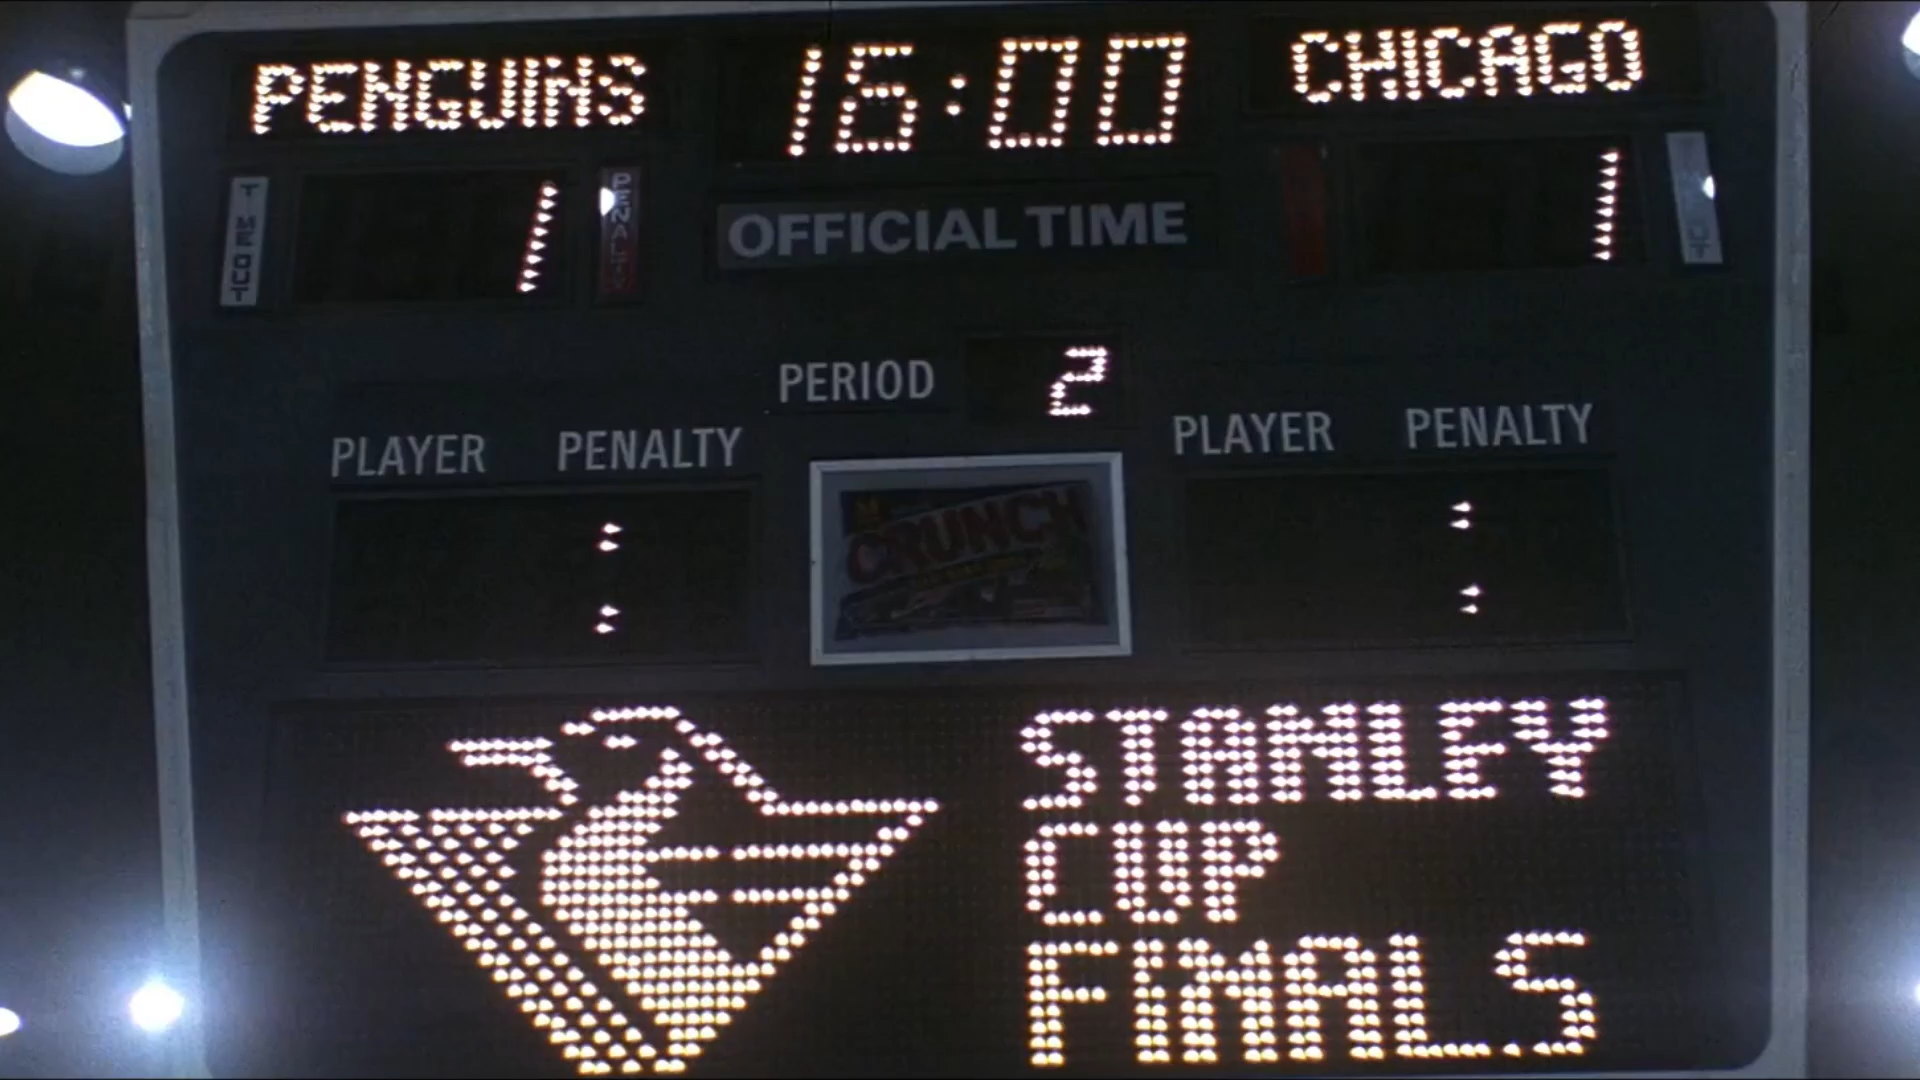 PENGUINS 16:00 CHICAGO
1 PENALTY 1
TIME OUT
OFFICIAL TIME
PERIOD 2
PLAYER PENALTY PLAYER PENALTY
: :
: :
CRUNCH
STANLEY
CUP
FINALS